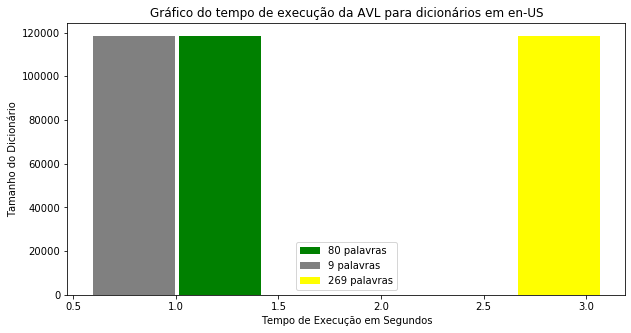 Gráfico do tempo de execução da AVL para dicionários em en-US
Tamanho do Dicionário
120000
100000
80000
60000
40000
20000
0
80 palavras
9 palavras
269 palavras
0.5 1.0 1.5 2.0 2.5 3.0
Tempo de Execução em Segundos